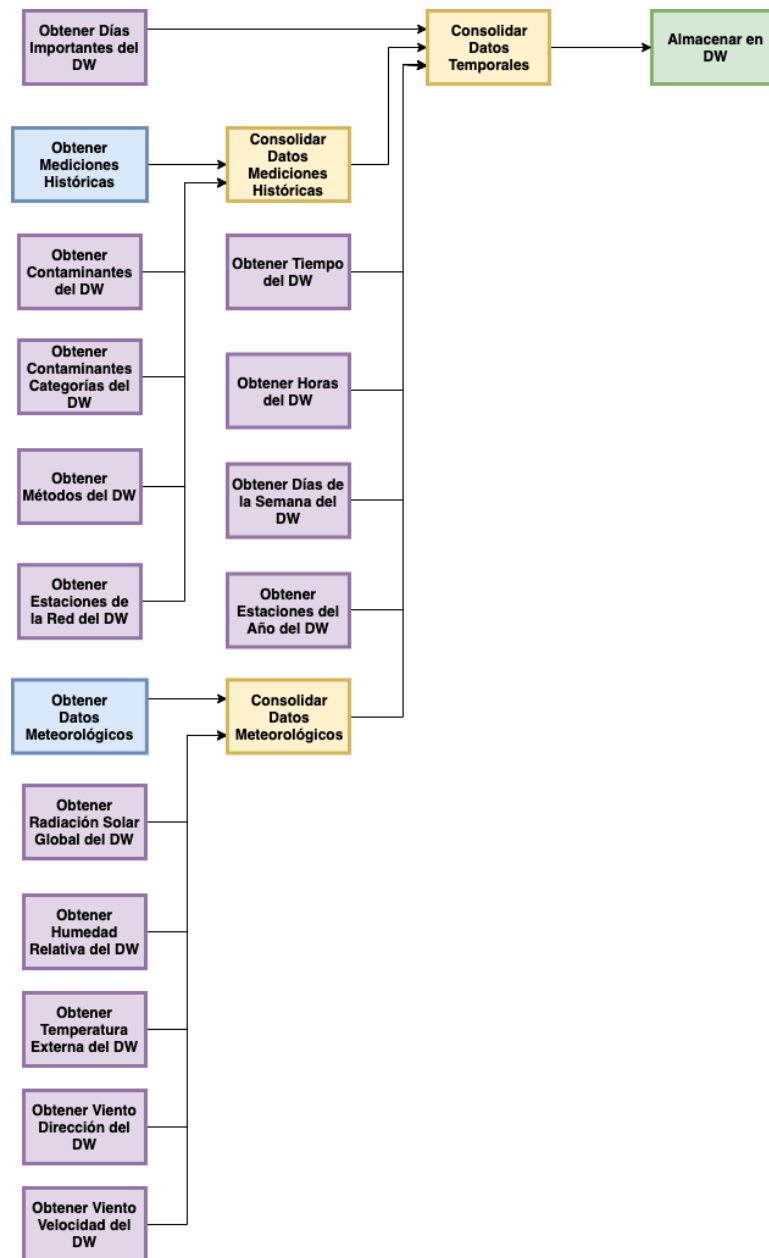 Obtener Días
Importantes del
DW
Consolidar
Datos
Temporales
Almacenar en
DW
Obtener
Mediciones
Históricas
Consolidar
Datos
Mediciones
Históricas
Obtener
Contaminantes
del DW
Obtener Tiempo
del DW
Obtener
Contaminantes
Categorías del
DW
Obtener Horas
del DW
Obtener
Métodos del DW
Obtener Días de
la Semana del
DW
Obtener
Estaciones de
la Red del DW
Obtener
Estaciones del
Año del DW
Obtener
Datos
Meteorológicos
Consolidar
Datos
Meteorológicos
Obtener
Radiación Solar
Global del DW
Obtener
Humedad
Relativa del DW
Obtener
Temperatura
Externa del DW
Obtener Viento
Dirección del
DW
Obtener Viento
Velocidad del
DW